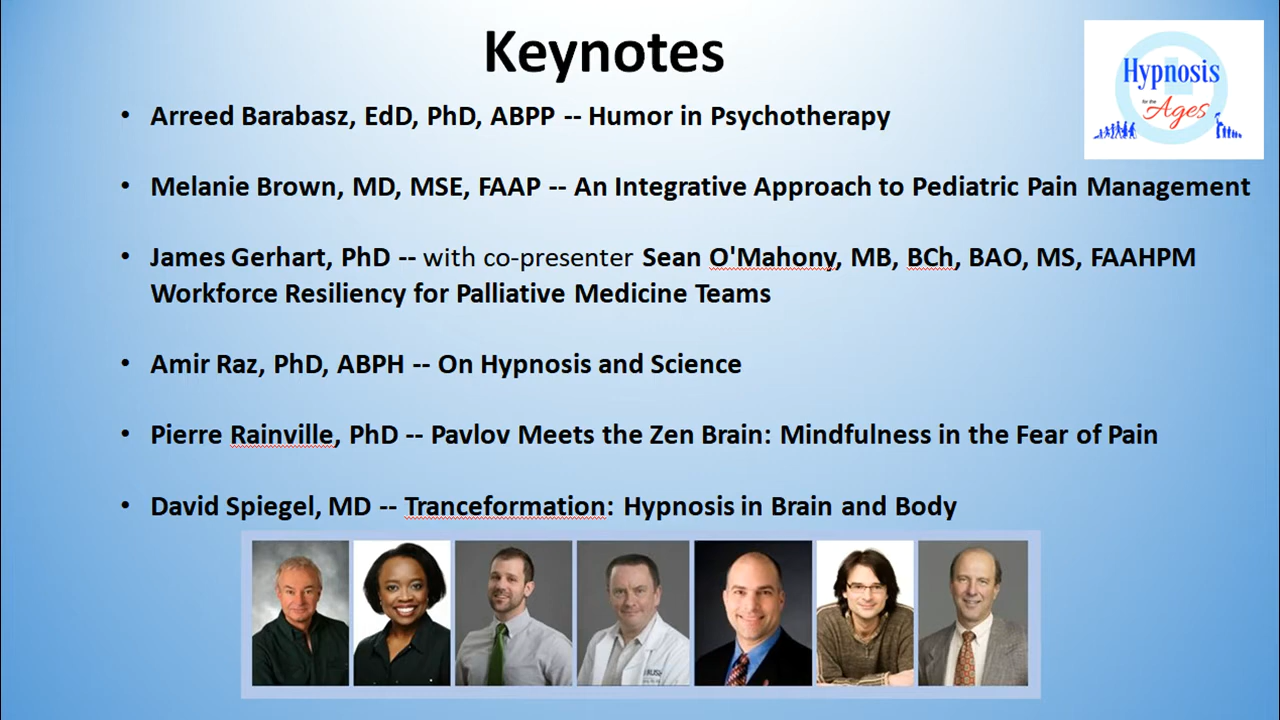 Keynotes
Hypnosis
for the
Ages
• Arreed Barabasz, EdD, PhD, ABPP -- Humor in Psychotherapy
• Melanie Brown, MD, MSE, FAAP -- An Integrative Approach to Pediatric Pain Management
• James Gerhart, PhD -- with co-presenter Sean O'Mahony, MB, BCh, BAO, MS, FAAHPM
Workforce Resiliency for Palliative Medicine Teams
• Amir Raz, PhD, ABPH -- On Hypnosis and Science
• Pierre Rainville, PhD -- Pavlov Meets the Zen Brain: Mindfulness in the Fear of Pain
• David Spiegel, MD -- Tranceformation: Hypnosis in Brain and Body